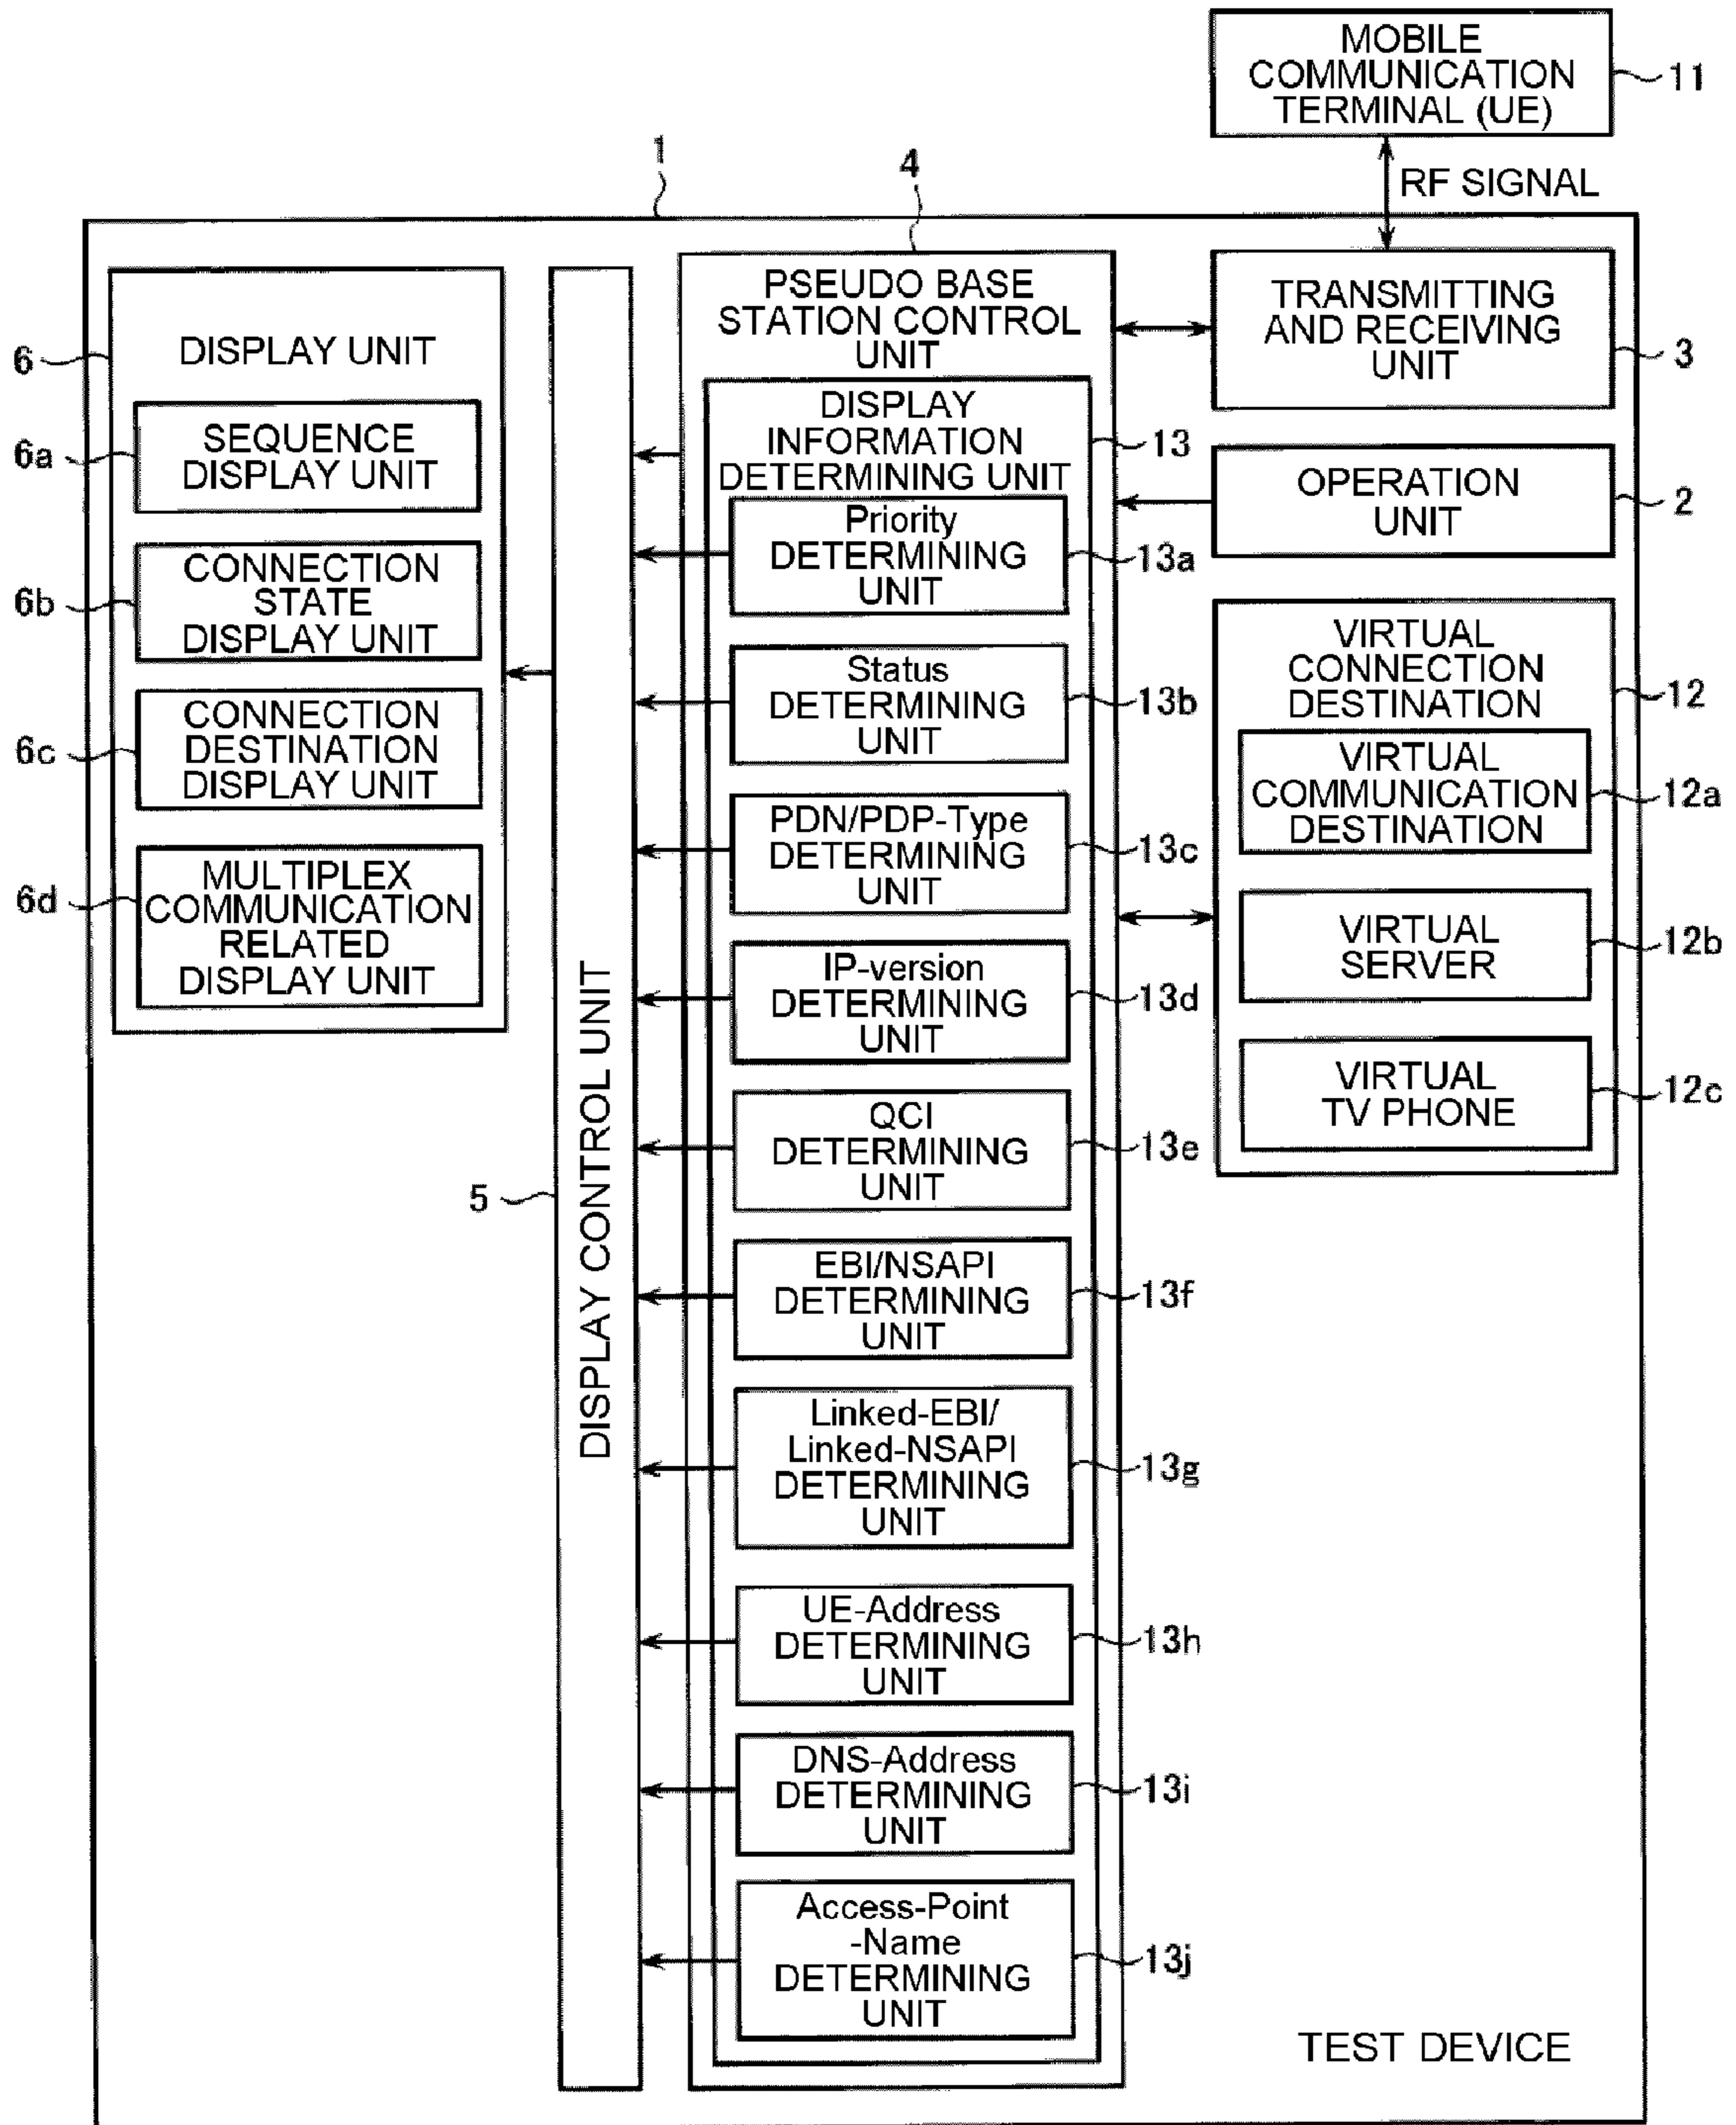 MOBILE
COMMUNICATION
TERMINAL (UE)
11
RF SIGNAL
1
4
6
DISPLAY UNIT
6a
SEQUENCE
DISPLAY UNIT
6b
CONNECTION
STATE
DISPLAY UNIT
6c
CONNECTION
DESTINATION
DISPLAY UNIT
6d
MULTIPLEX
COMMUNICATION
RELATED
DISPLAY UNIT
5
DISPLAY CONTROL UNIT
PSEUDO BASE
STATION CONTROL
UNIT
DISPLAY
INFORMATION
DETERMINING UNIT
13
Priority
DETERMINING
UNIT
13a
Status
DETERMINING
UNIT
13b
PDN/PDP-Type
DETERMINING
UNIT
13c
IP-version
DETERMINING
UNIT
13d
QCI
DETERMINING
UNIT
13e
EBI/NSAPI
DETERMINING
UNIT
13f
Linked-EBI/
Linked-NSAPI
DETERMINING
UNIT
13g
UE-Address
DETERMINING
UNIT
13h
DNS-Address
DETERMINING
UNIT
13i
Access-Point
-Name
DETERMINING
UNIT
13j
TRANSMITTING
AND RECEIVING
UNIT
3
OPERATION
UNIT
2
VIRTUAL
CONNECTION
DESTINATION
12
VIRTUAL
COMMUNICATION
DESTINATION
12a
VIRTUAL
SERVER
12b
VIRTUAL
TV PHONE
12c
TEST DEVICE